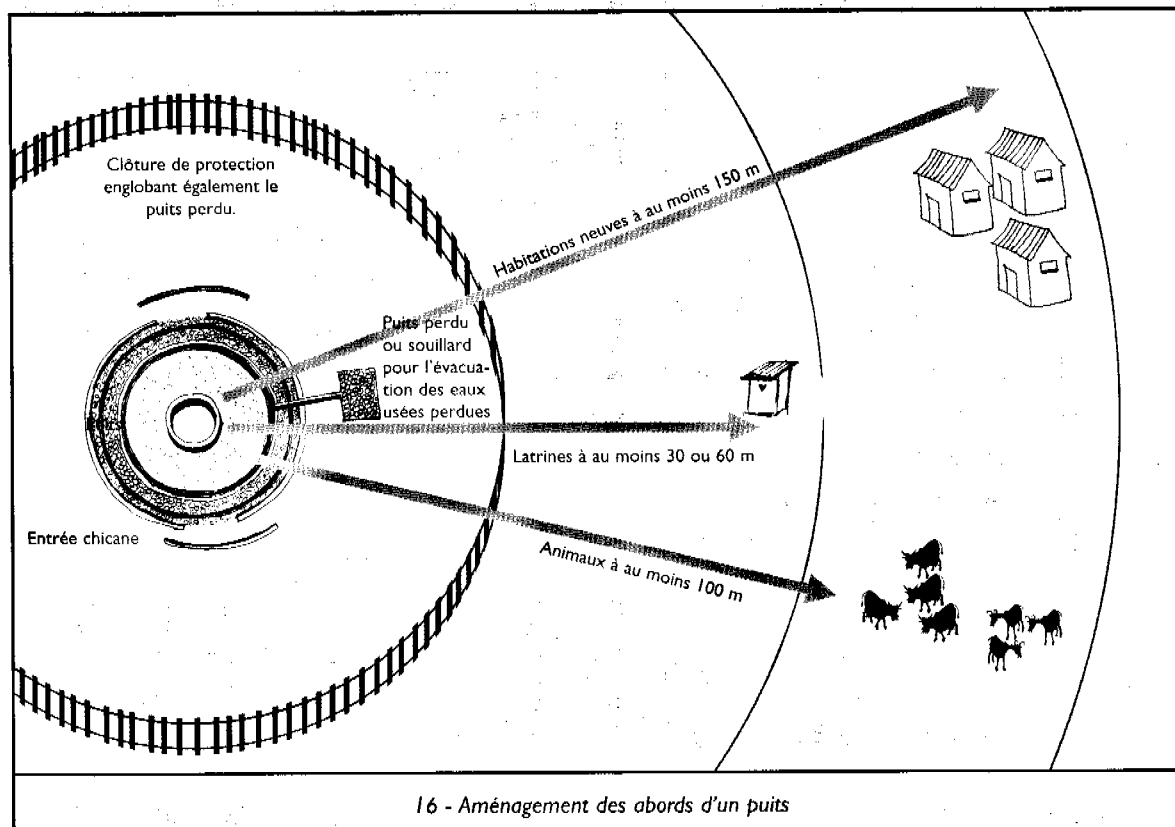 Clôture de protection
englobant également le
puits perdu.
Habitations neuves à au moins 150 m
Puits perdu
ou souillard
pour l'évacua-
tion des eaux
usées perdues
Latrines à au moins 30 ou 60 m
Entrée chicane
Animaux à au moins 100 m
16 - Aménagement des abords d'un puits